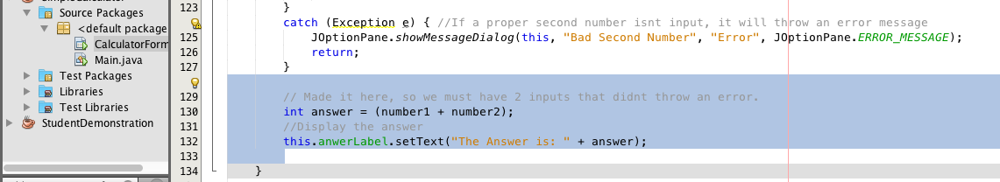 Source Packages
<default package
CalculatorForm
Main.java
Test Packages
Libraries
Test Libraries
StudentDemonstration
123 }
catch (Exception e) { //If a proper second number isnt input, it will throw an error message
125 JOptionPane.showMessageDialog(this, "Bad Second Number", "Error", JOptionPane.ERROR_MESSAGE);
126 return;
127 }
129 // Made it here, so we must have 2 inputs that didnt throw an error.
130 int answer = (number1 + number2);
131 //Display the answer
132 this.anwerLabel.setText("The Answer is: " + answer);
133
134 }